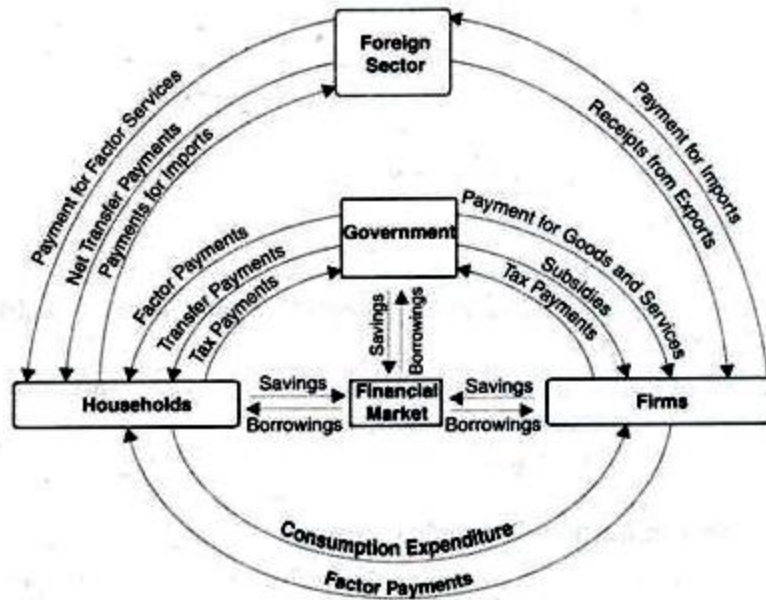 Foreign
Sector
Payment for Factor Services
Net Transfer Payments
Payments for Imports
Receipts from Exports
Payment for Imports
Government
Factor Payments
Transfer Payments
Tax Payments
Payment for Goods and Services
Subsidies
Tax Payments
Savings
Borrowings
Households
Savings
Borrowings
Financial
Market
Savings
Borrowings
Firms
Consumption Expenditure
Factor Payments